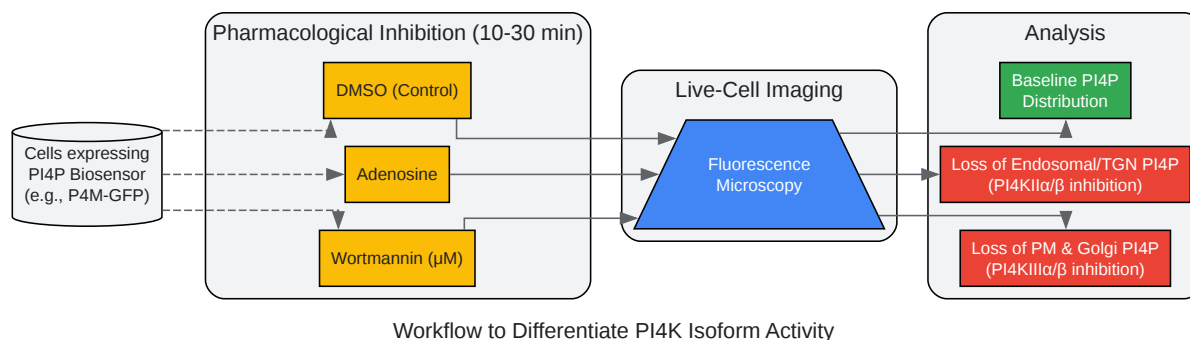 Pharmacological Inhibition (10-30 min)
Analysis
DMSO (Control)
Baseline PI4P
Distribution
Live-Cell Imaging
Cells expressing
PI4P Biosensor
(e.g., P4M-GFP)
Adenosine
Fluorescence
Microscopy
Loss of Endosomal/TGN PI4P
(PI4KIIα/β inhibition)
Wortmannin (μM)
Loss of PM & Golgi PI4P
(PI4KIIIα/β inhibition)
Workflow to Differentiate PI4K Isoform Activity